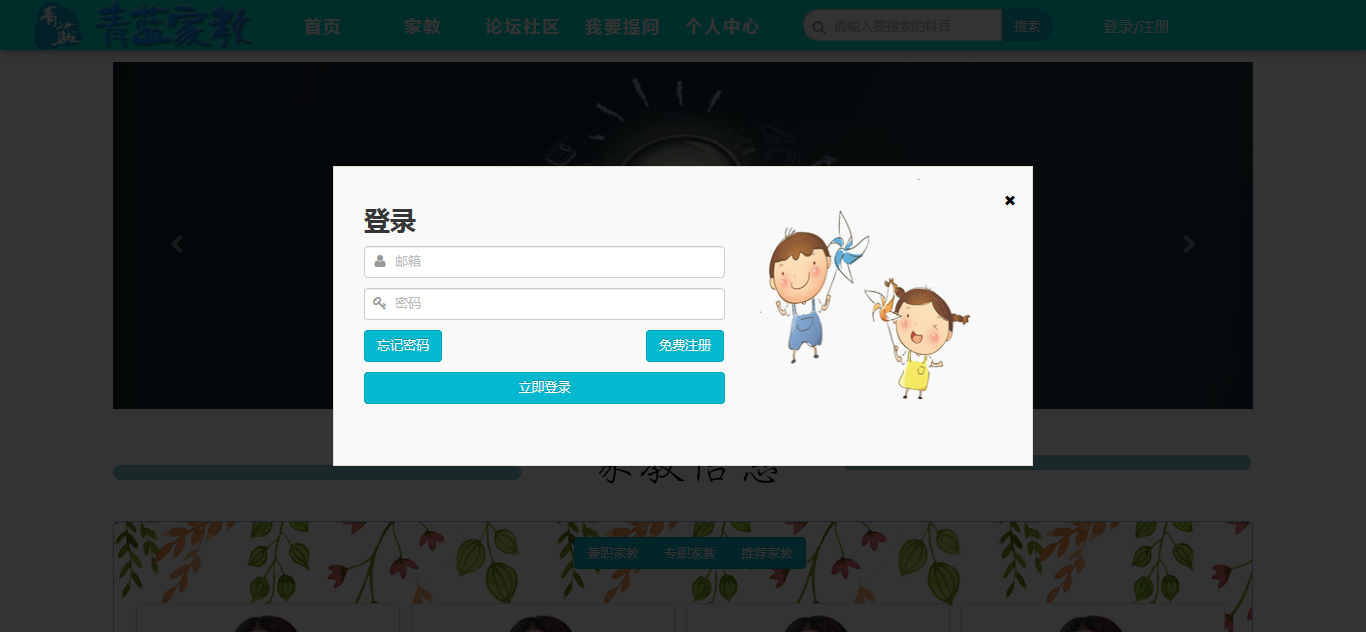 青蓝 青蓝家教 首页 家教 论坛社区 我要提问 个人中心 请输入要搜索的科目 搜索 登录/注册
登录
邮箱
密码
忘记密码 免费注册
立即登录
家教信息
兼职家教 专职家教 推荐家教